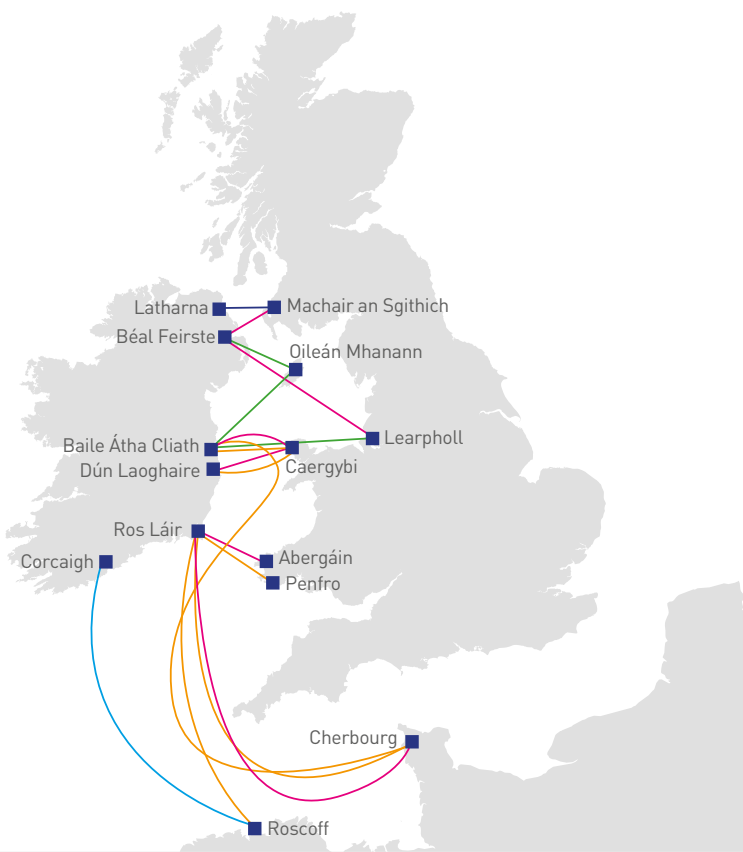 Latharna
Machair an Sgithich
Béal Feirste
Oileán Mhanann
Baile Átha Cliath
Learpholl
Dún Laoghaire
Caergybi
Ros Láir
Corcaigh
Abergáin
Penfro
Cherbourg
Roscoff